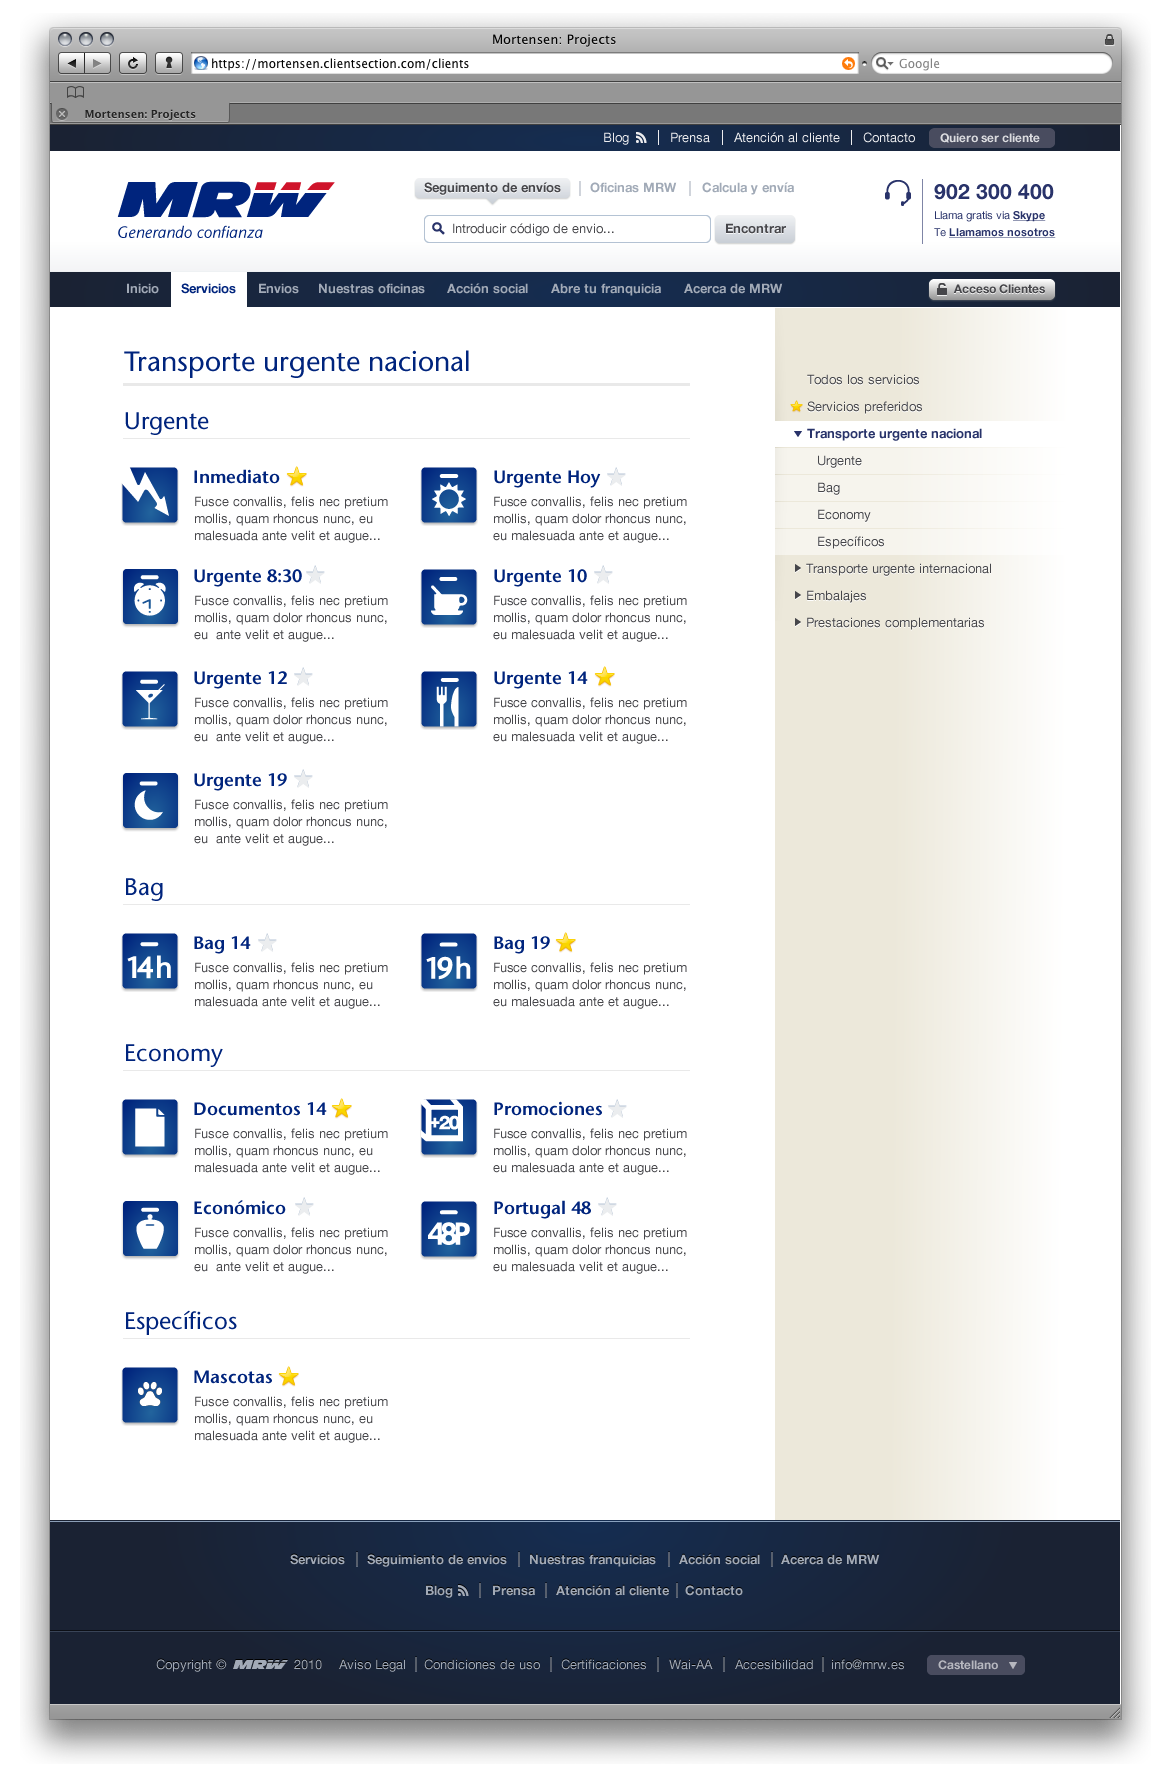 Mortensen: Projects
https://mortensen.clientsection.com/clients
Google
Mortensen: Projects
Blog Prensa Atención al cliente Contacto Quiero ser cliente
MRW
Generando confianza
Seguimento de envíos Oficinas MRW Calcula y envía
Introducir código de envio... Encontrar
902 300 400
Llama gratis via Skype
Te Llamamos nosotros
Inicio Servicios Envios Nuestras oficinas Acción social Abre tu franquicia Acerca de MRW Acceso Clientes
Transporte urgente nacional
Urgente
Inmediato
Fusce convallis, felis nec pretium
mollis, quam rhoncus nunc, eu
malesuada ante velit et augue...
Urgente Hoy
Fusce convallis, felis nec pretium
mollis, quam dolor rhoncus nunc,
eu malesuada ante et augue...
Urgente 8:30
Fusce convallis, felis nec pretium
mollis, quam dolor rhoncus nunc,
eu ante velit et augue...
Urgente 10
Fusce convallis, felis nec pretium
mollis, quam dolor rhoncus nunc,
eu malesuada velit et augue...
Urgente 12
Fusce convallis, felis nec pretium
mollis, quam dolor rhoncus nunc,
eu ante velit et augue...
Urgente 14
Fusce convallis, felis nec pretium
mollis, quam dolor rhoncus nunc,
eu malesuada velit et augue...
Urgente 19
Fusce convallis, felis nec pretium
mollis, quam dolor rhoncus nunc,
eu ante velit et augue...
Bag
14h
Bag 14
Fusce convallis, felis nec pretium
mollis, quam rhoncus nunc, eu
malesuada ante velit et augue...
19h
Bag 19
Fusce convallis, felis nec pretium
mollis, quam dolor rhoncus nunc,
eu malesuada ante et augue...
Economy
Documentos 14
Fusce convallis, felis nec pretium
mollis, quam rhoncus nunc, eu
malesuada ante velit et augue...
+20
Promociones
Fusce convallis, felis nec pretium
mollis, quam dolor rhoncus nunc,
eu malesuada ante et augue...
Económico
Fusce convallis, felis nec pretium
mollis, quam dolor rhoncus nunc,
eu ante velit et augue...
48P
Portugal 48
Fusce convallis, felis nec pretium
mollis, quam dolor rhoncus nunc,
eu malesuada velit et augue...
Específicos
Mascotas
Fusce convallis, felis nec pretium
mollis, quam rhoncus nunc, eu
malesuada ante velit et augue...
Todos los servicios
Servicios preferidos
Transporte urgente nacional
Urgente
Bag
Economy
Específicos
Transporte urgente internacional
Embalajes
Prestaciones complementarias
Servicios Seguimiento de envios Nuestras franquicias Acción social Acerca de MRW
Blog Prensa Atención al cliente Contacto
Copyright © MRW 2010 Aviso Legal Condiciones de uso Certificaciones Wai-AA Accesibilidad info@mrw.es Castellano